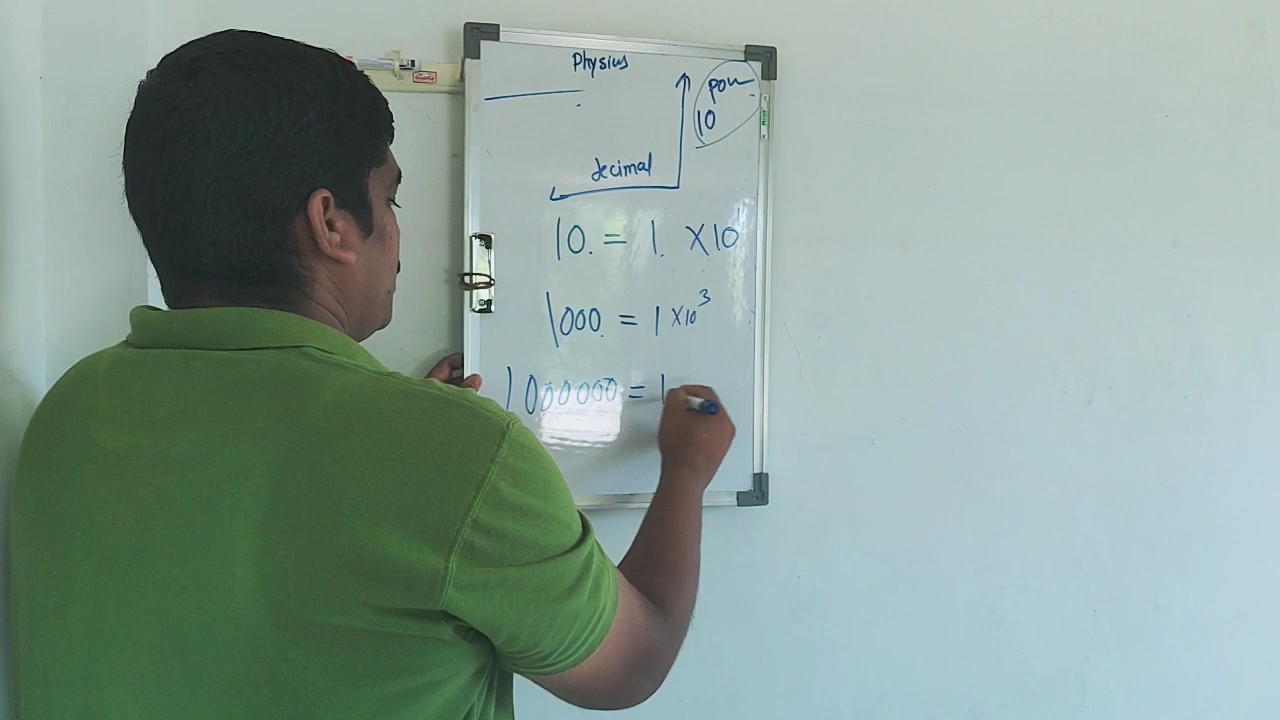 Physics
pow
10
decimal
10. = 1. X10¹
1000. = 1 X10³
1000000 = 1